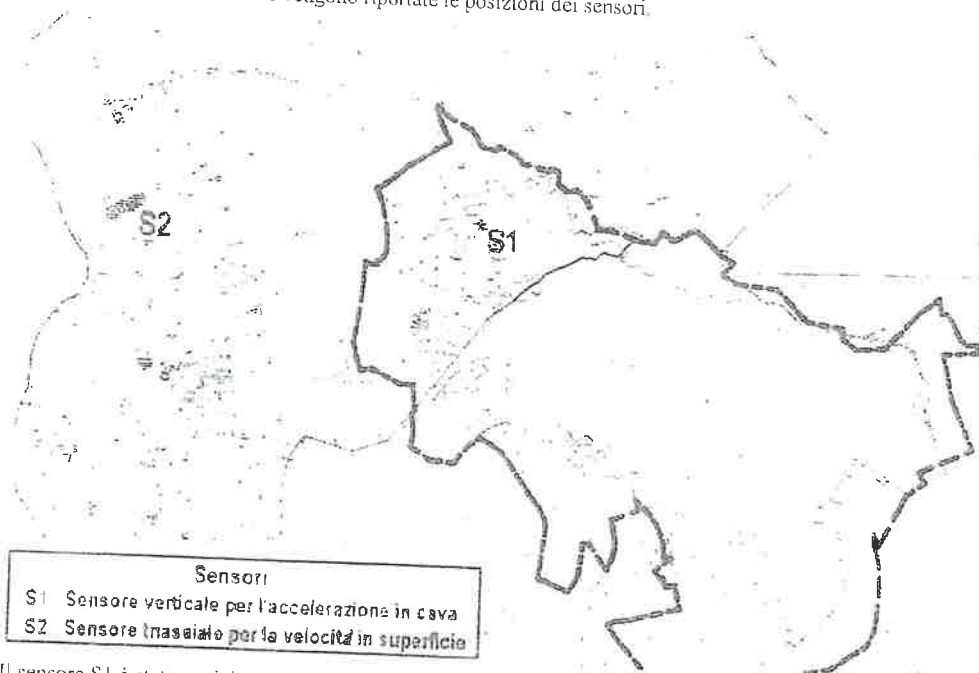 vengono riportate le posizioni dei sensori.
S2
S1
Sensori
S1 Sensore verticale per l'accelerazione in cava
S2 Sensore triassiale per la velocità in superficie
Il sensore S1 è stato